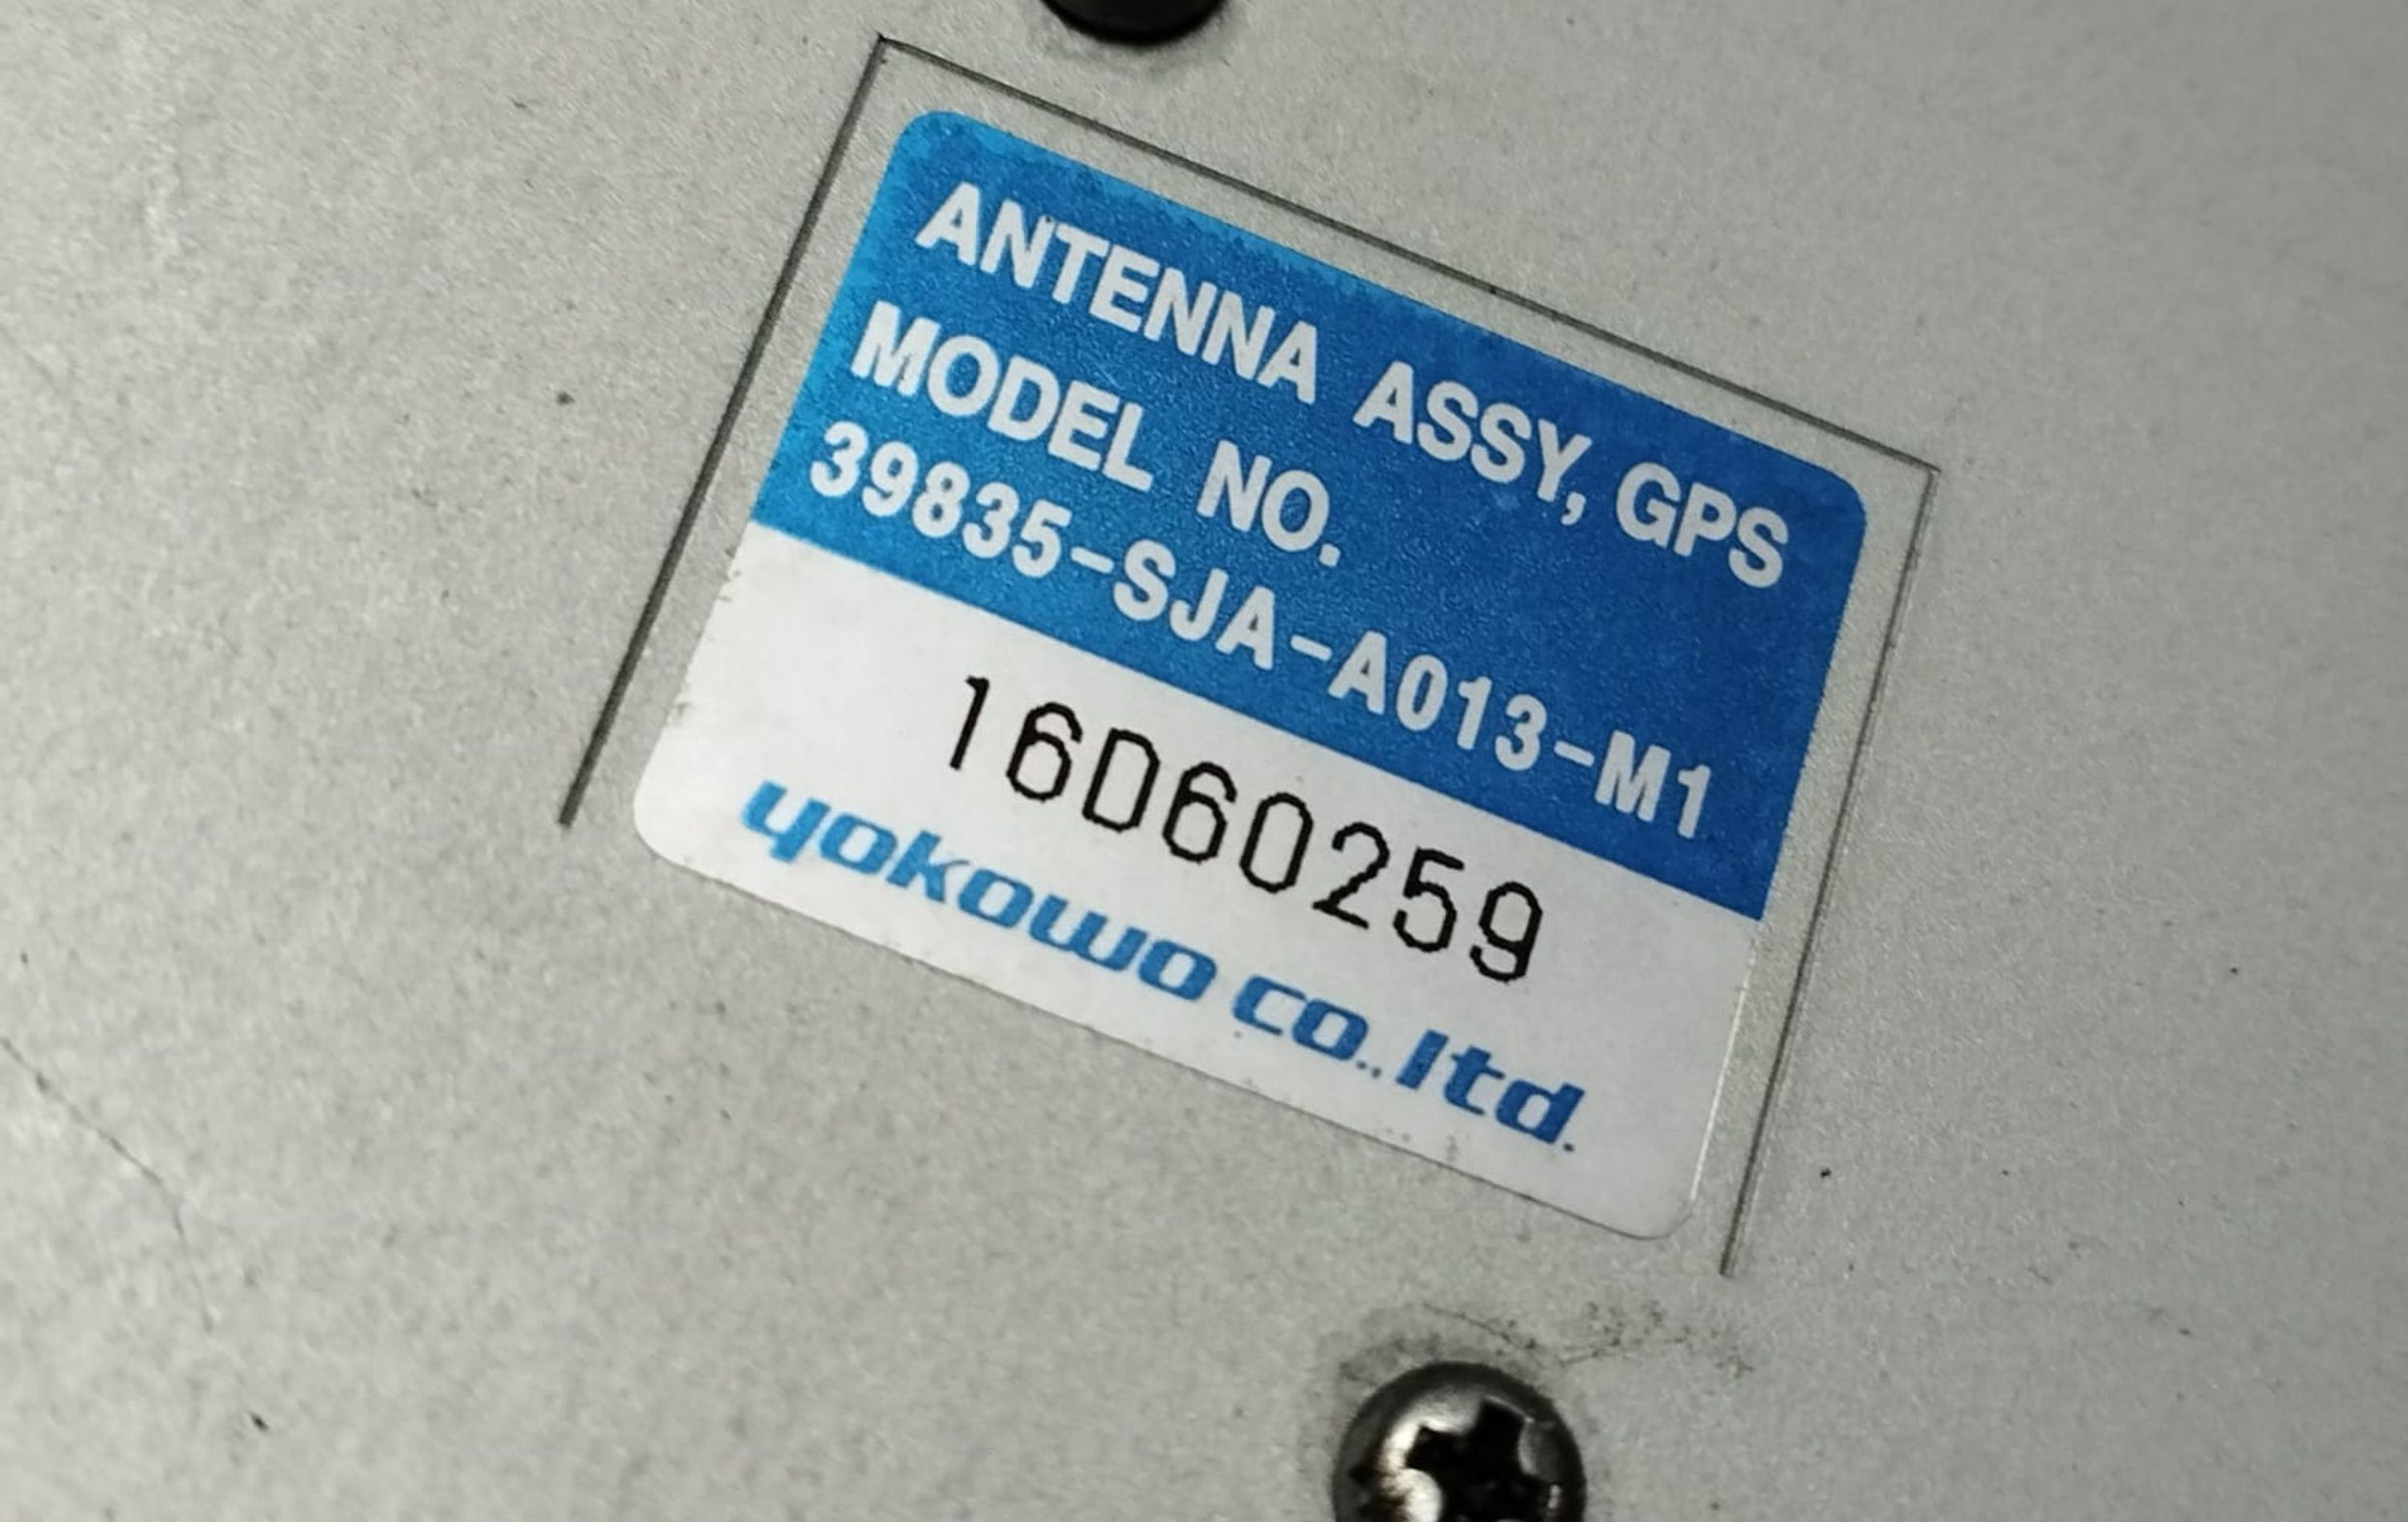 ANTENNA ASSY, GPS
MODEL NO.
39835-SJA-A013-M1
16D60259
yokowo co., ltd.